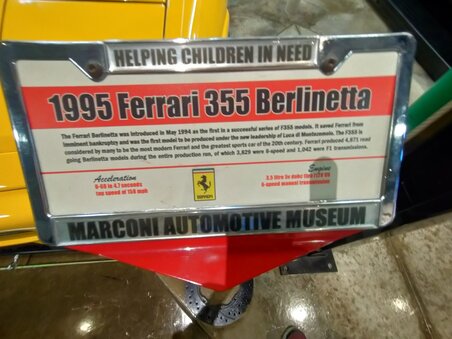 HELPING CHILDREN IN NEED
1995 Ferrari 355 Berlinetta
The Ferrari Berlinetta was introduced in May 1994 as the first in a successful series of F355 models. It saved Ferrari from
imminent bankruptcy and was the first model to be produced under the new leadership of Luca di Montezemolo. The F355 is
considered by many to be the most modern Ferrari and the greatest sports car of the 20th century. Ferrari produced 4,871 road
going Berlinetta models during the entire production run, of which 3,829 were 6-speed and 1,042 were F1 transmissions.
Acceleration
0-60 in 4.7 seconds
top speed of
Engine
3.5 litre
V8
6-speed manual transmission
Ferrari
MARCONI AUTOMOTIVE MUSEUM